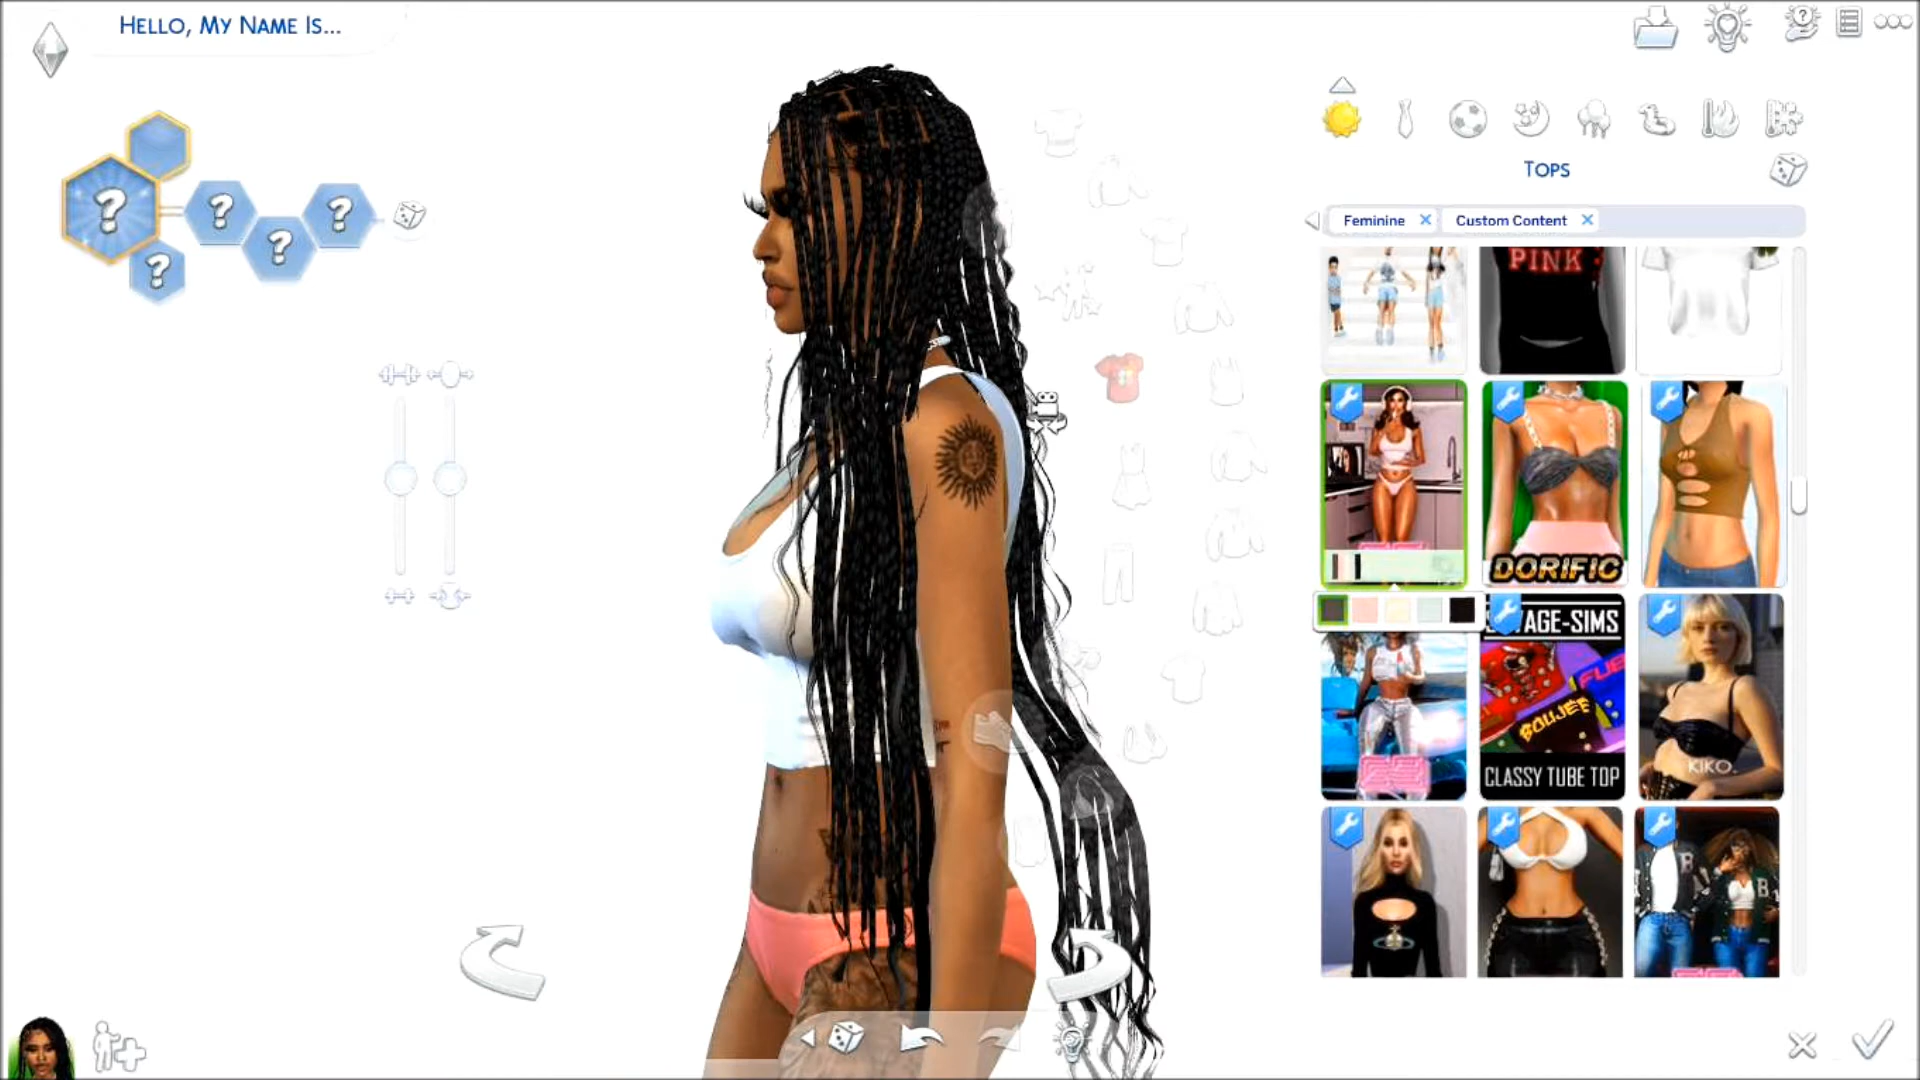 HELLO, MY NAME IS...
TOPS
Feminine
Custom Content
PINK
DORIFIC
AGE-SIMS
BOUJEE
CLASSY TUBE TOP
KIKO.
B
B